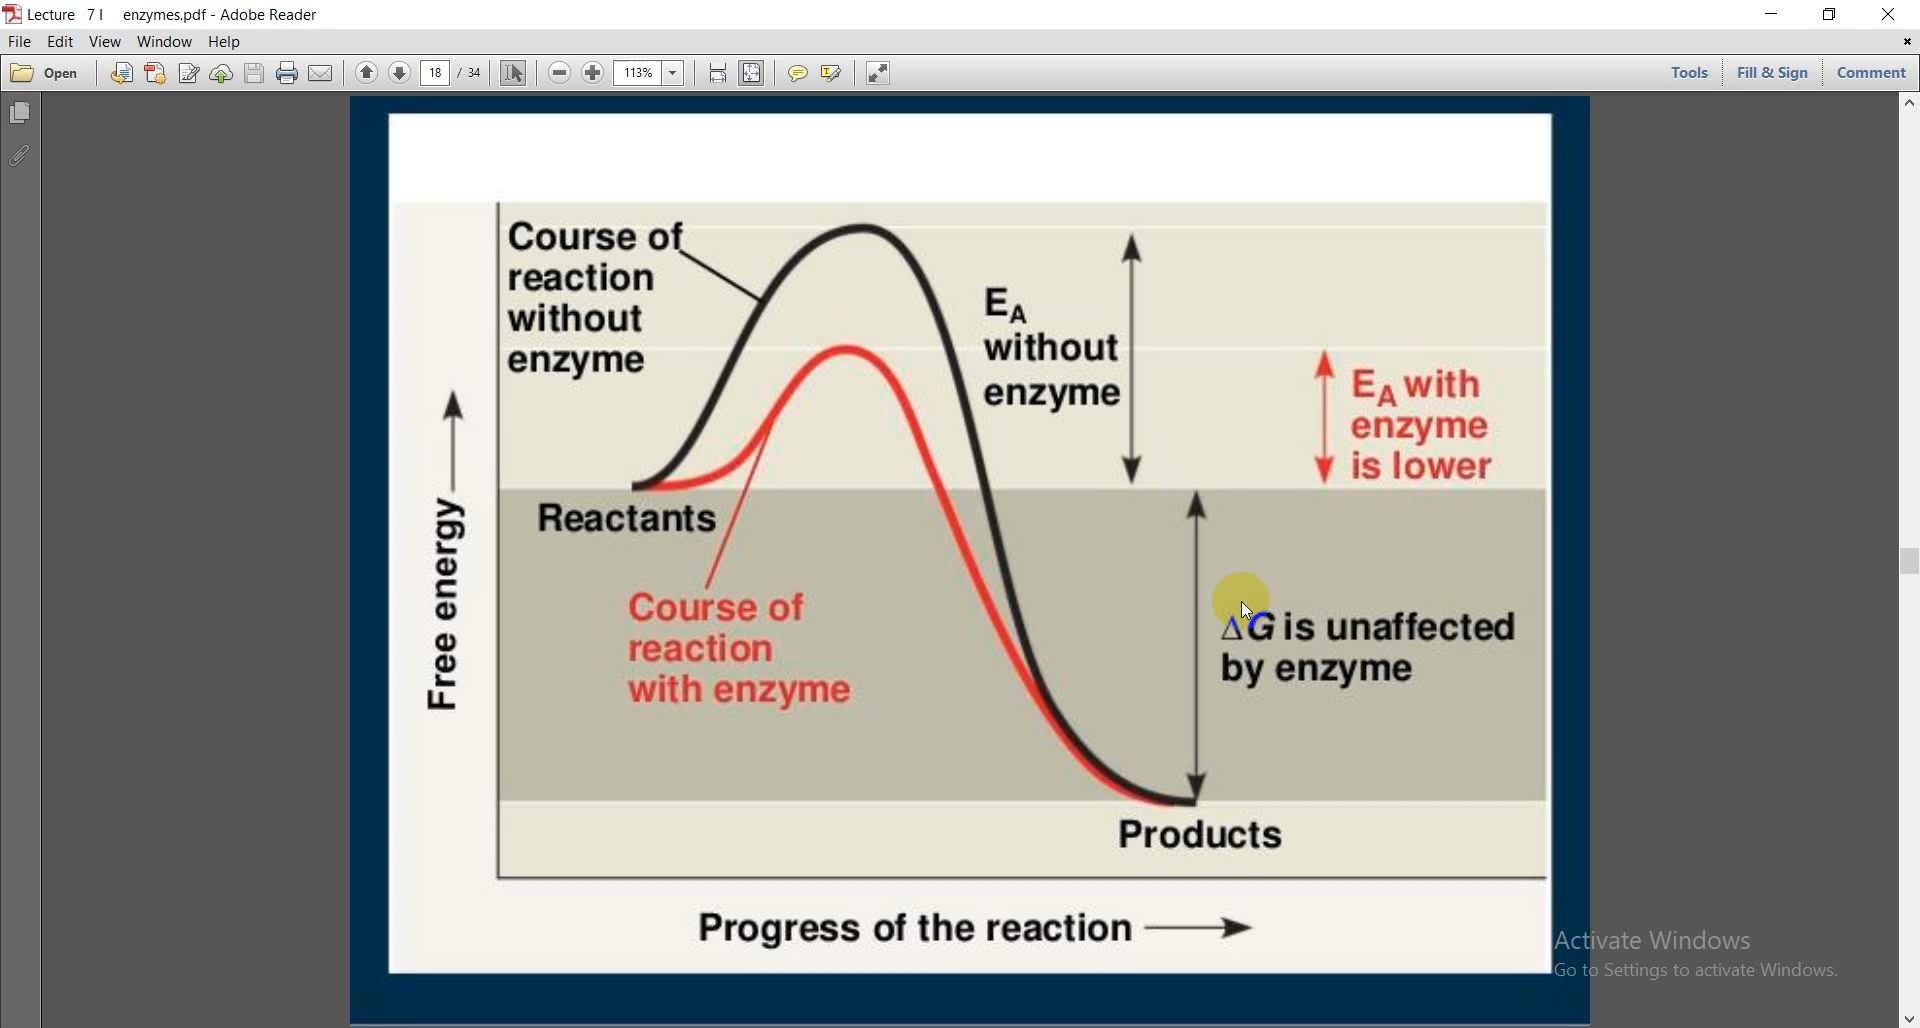 Lecture 7 I enzymes.pdf - Adobe Reader
File Edit View Window Help
Open 18 / 34 113% Tools Fill & Sign Comment
Course of
reaction
without
enzyme
EA
without
enzyme
EA with
enzyme
is lower
Reactants
Course of
reaction
with enzyme
Free energy
ΔG is unaffected
by enzyme
Products
Progress of the reaction
Activate Windows
Go to Settings to activate Windows.